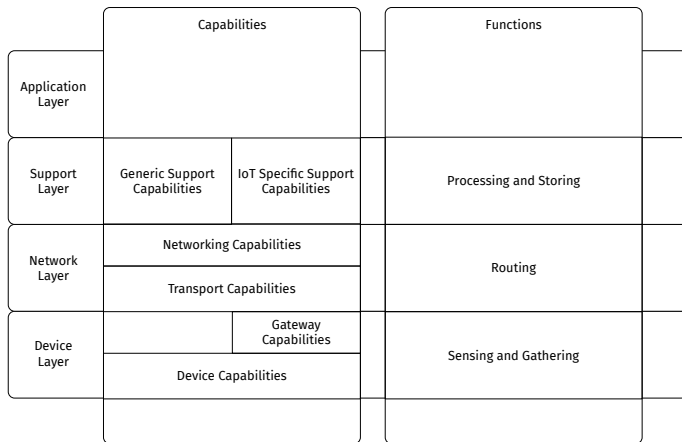 Capabilities
Functions
Application
Layer
Support
Layer
Generic Support
Capabilities
IoT Specific Support
Capabilities
Processing and Storing
Network
Layer
Networking Capabilities
Transport Capabilities
Routing
Device
Layer
Gateway
Capabilities
Device Capabilities
Sensing and Gathering